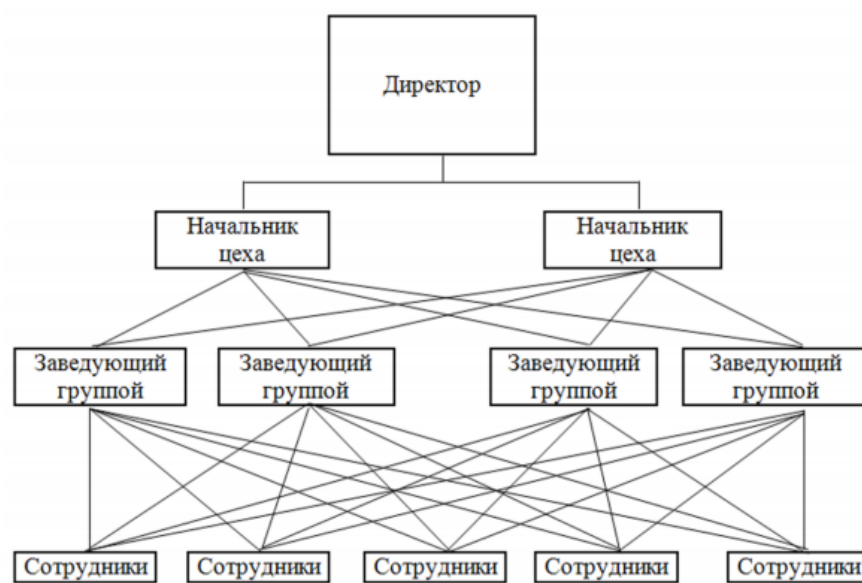 Директор
Начальник
цеха
Начальник
цеха
Заведующий
группой
Заведующий
группой
Заведующий
группой
Заведующий
группой
Сотрудники
Сотрудники
Сотрудники
Сотрудники
Сотрудники